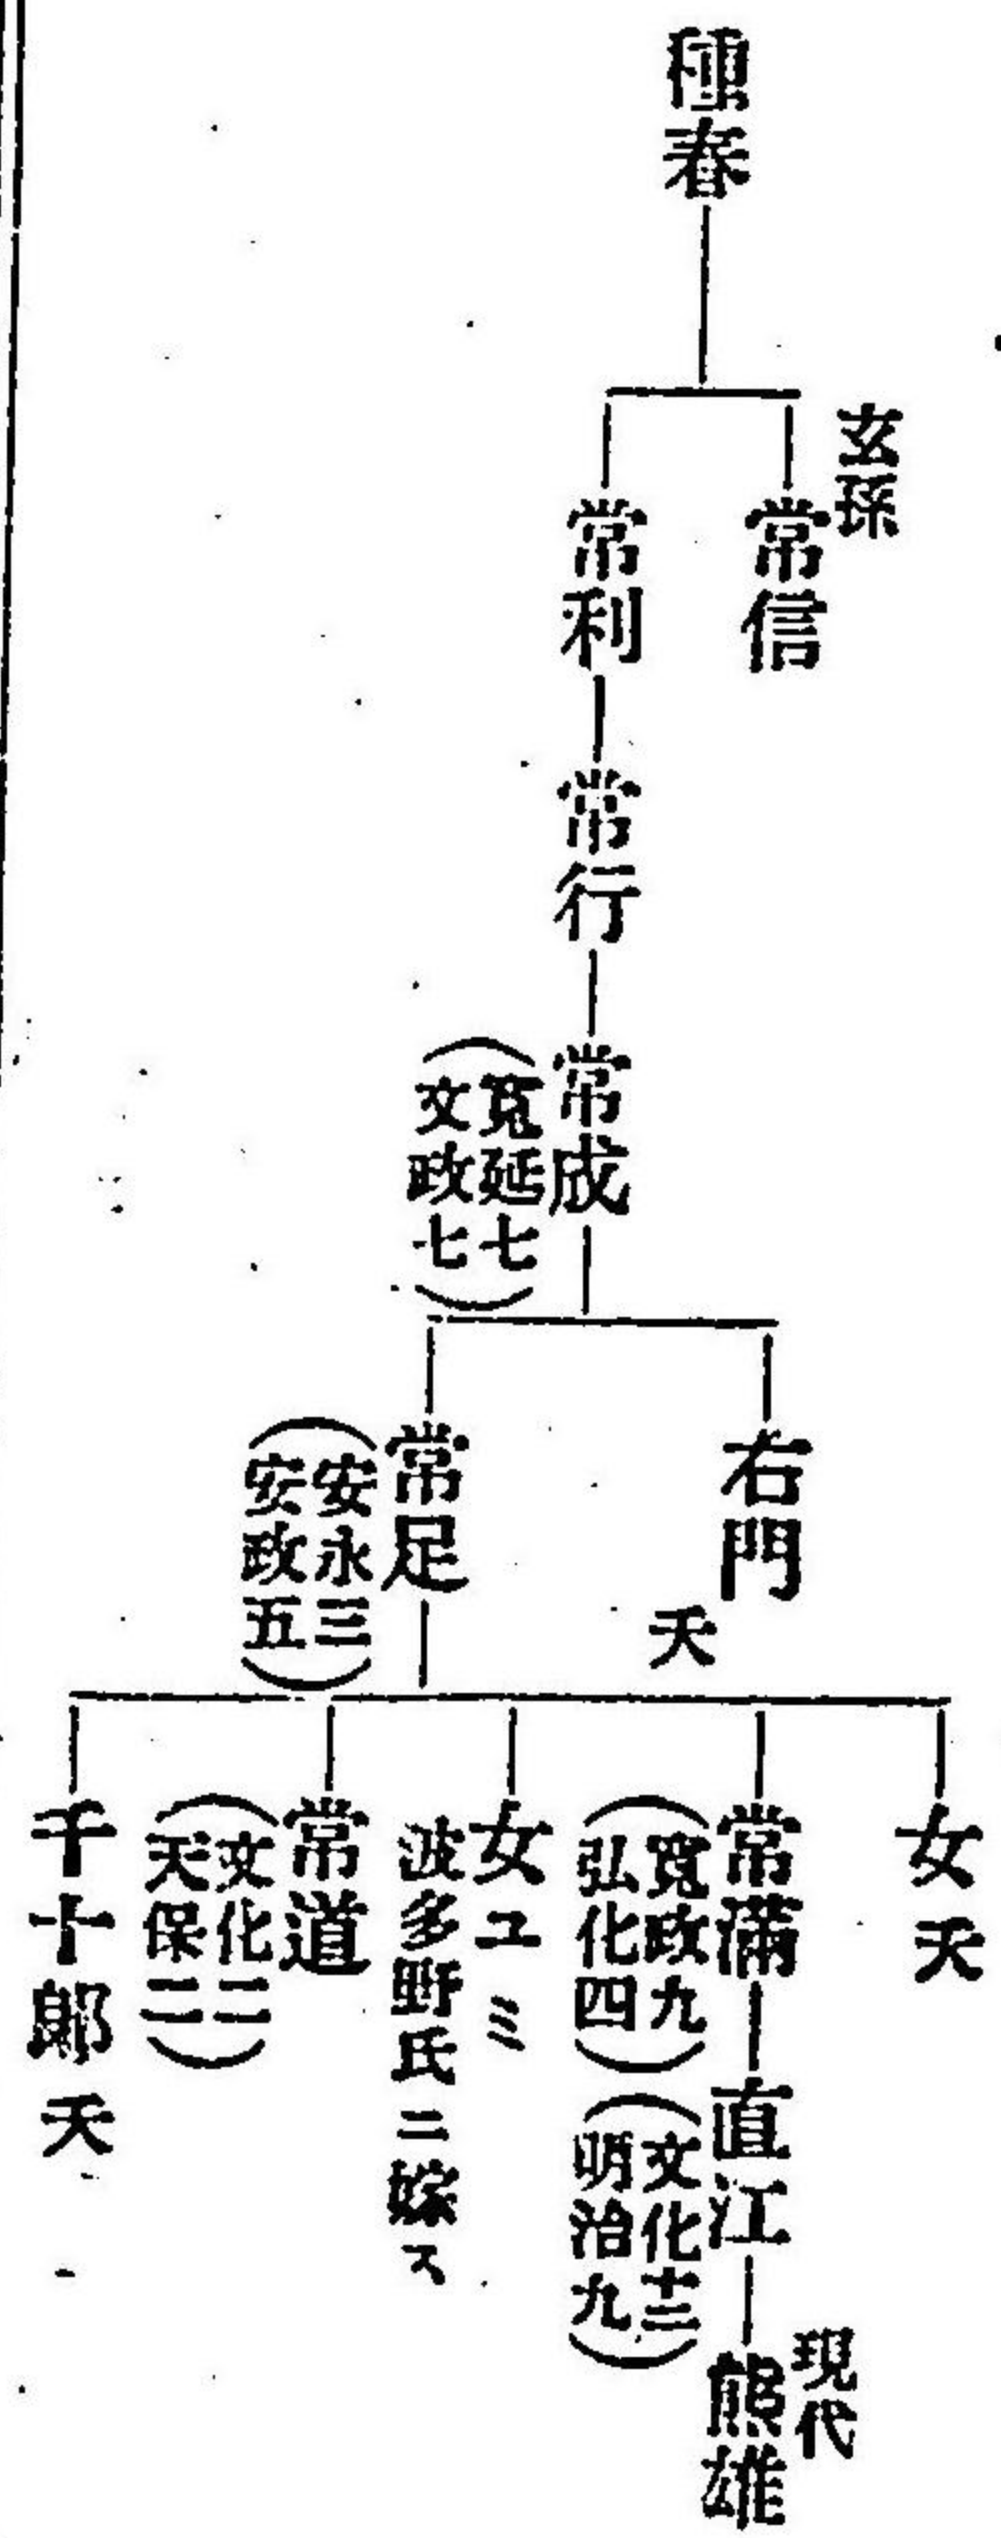 種春
玄孫
常信
常利
常行
常成
(寛延七
文政七)
右門
夭
常足
(安永三
安政五)
女夭
常満
(寛政九
弘化四)
直江
(文化十二
明治九)
現代
熊雄
女ユミ
波多野氏ニ嫁ス
常道
(文化二
天保二)
千十郎夭